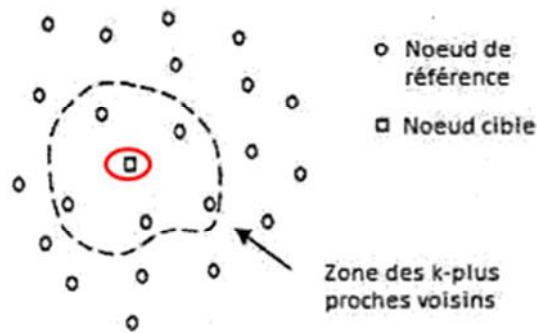 Noeud de
référence
Noeud cible
Zone des k-plus
proches voisins